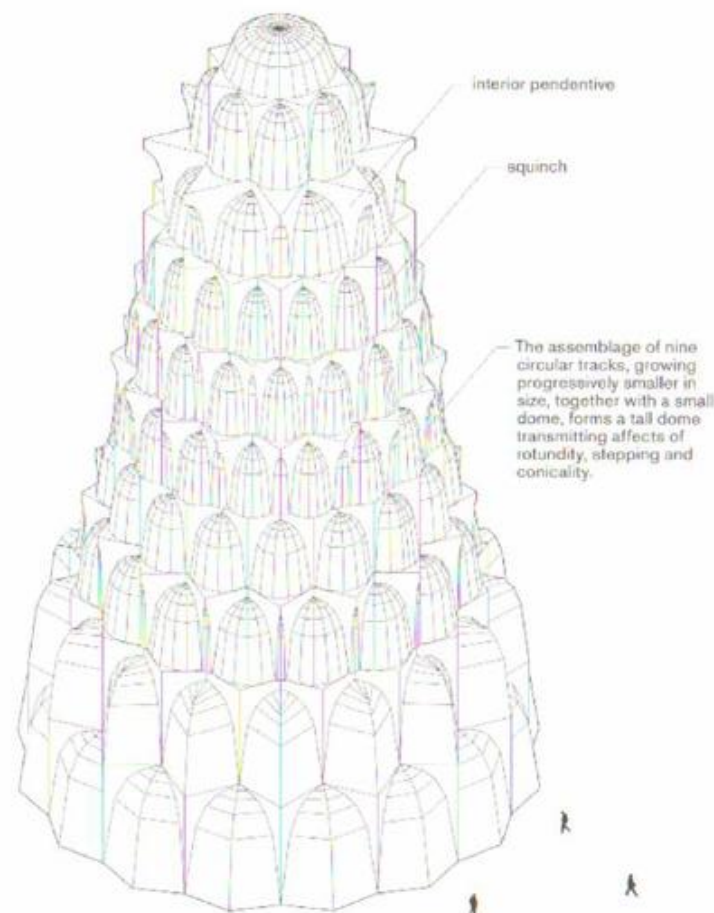 interior pendentive
squinch
The assemblage of nine
circular tracks, growing
progressively smaller in
size, together with a small
dome, forms a tall dome
transmitting affects of
rotundity, stepping and
conicality.